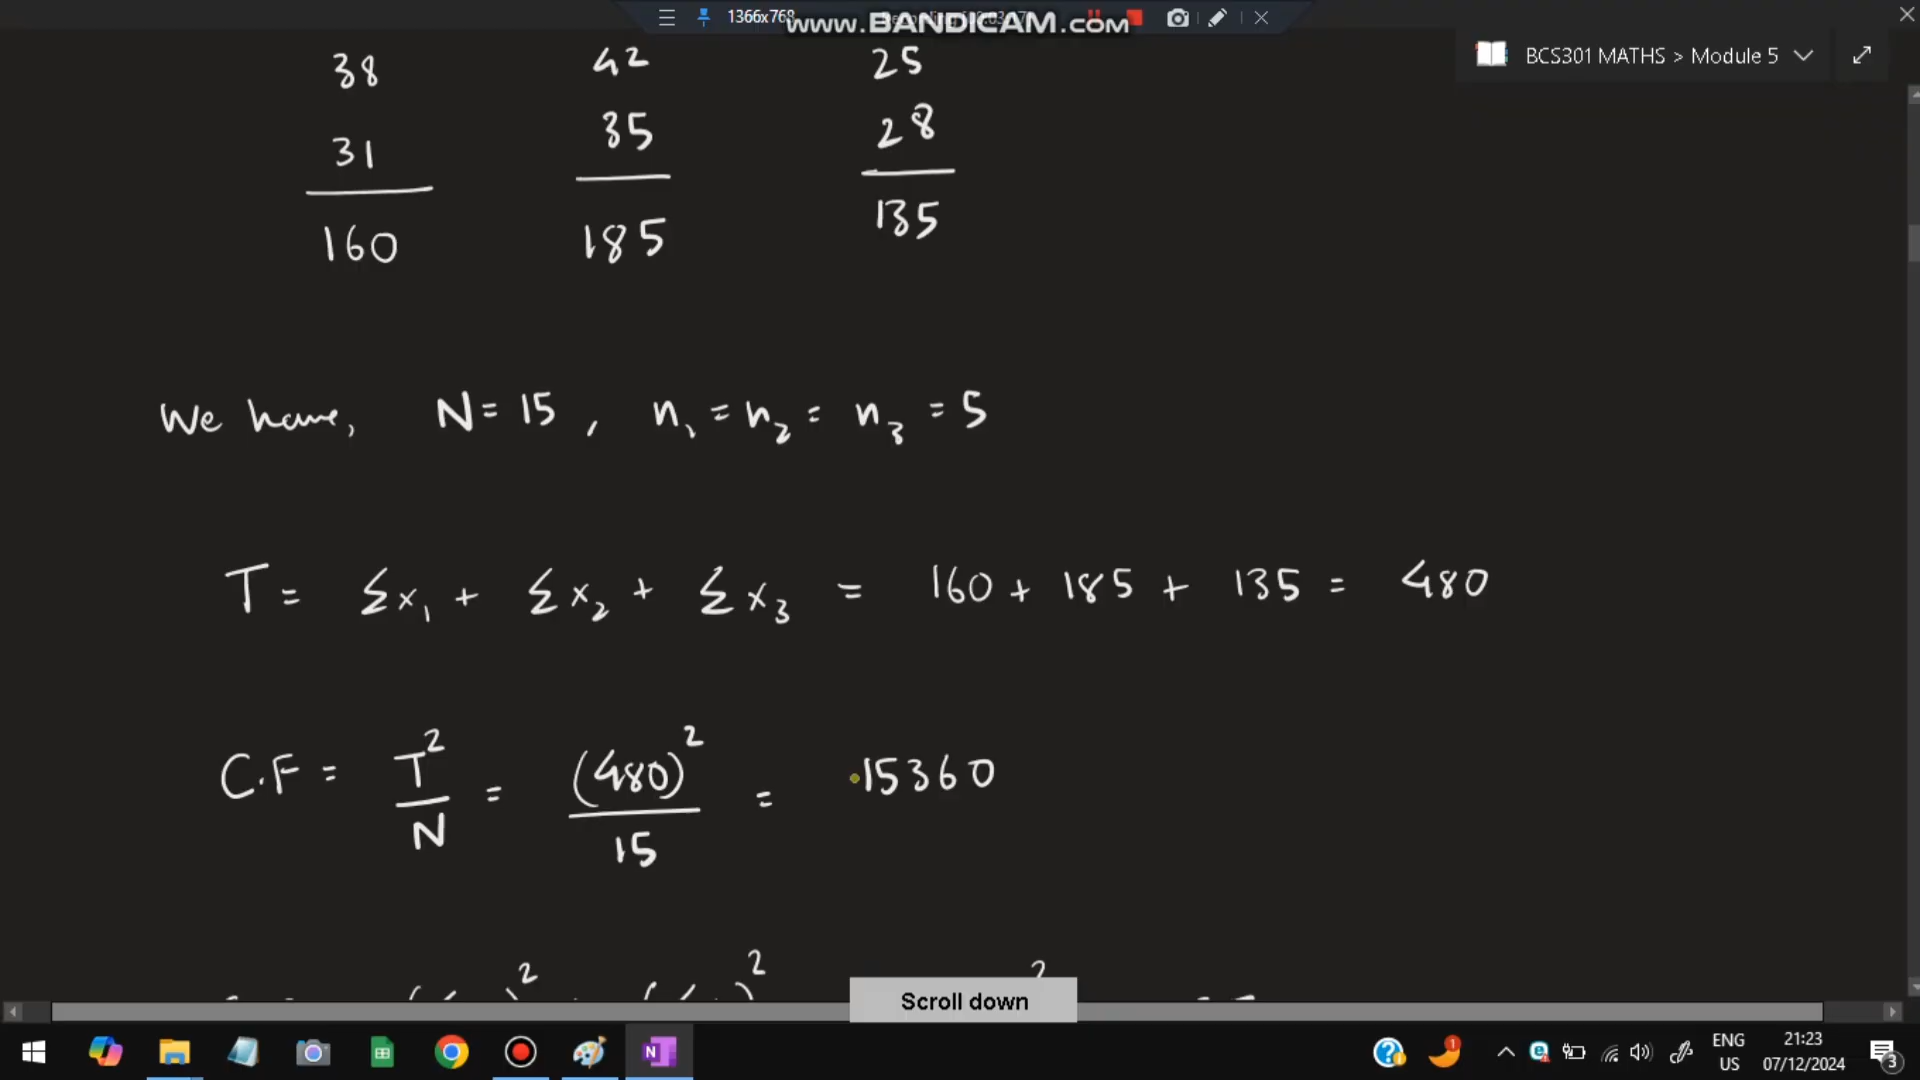 1366x768
www.BANDICAM.com
BCS301 MATHS > Module 5
38 42 25
31 35 28
160 185 135
We have, N = 15 , n₁ = n₂ = n₃ = 5
T = Σx₁ + Σx₂ + Σx₃ = 160 + 185 + 135 = 480
C.F = T²/N = (480)²/15 = 15360
Scroll down
ENG
US
21:23
07/12/2024
3